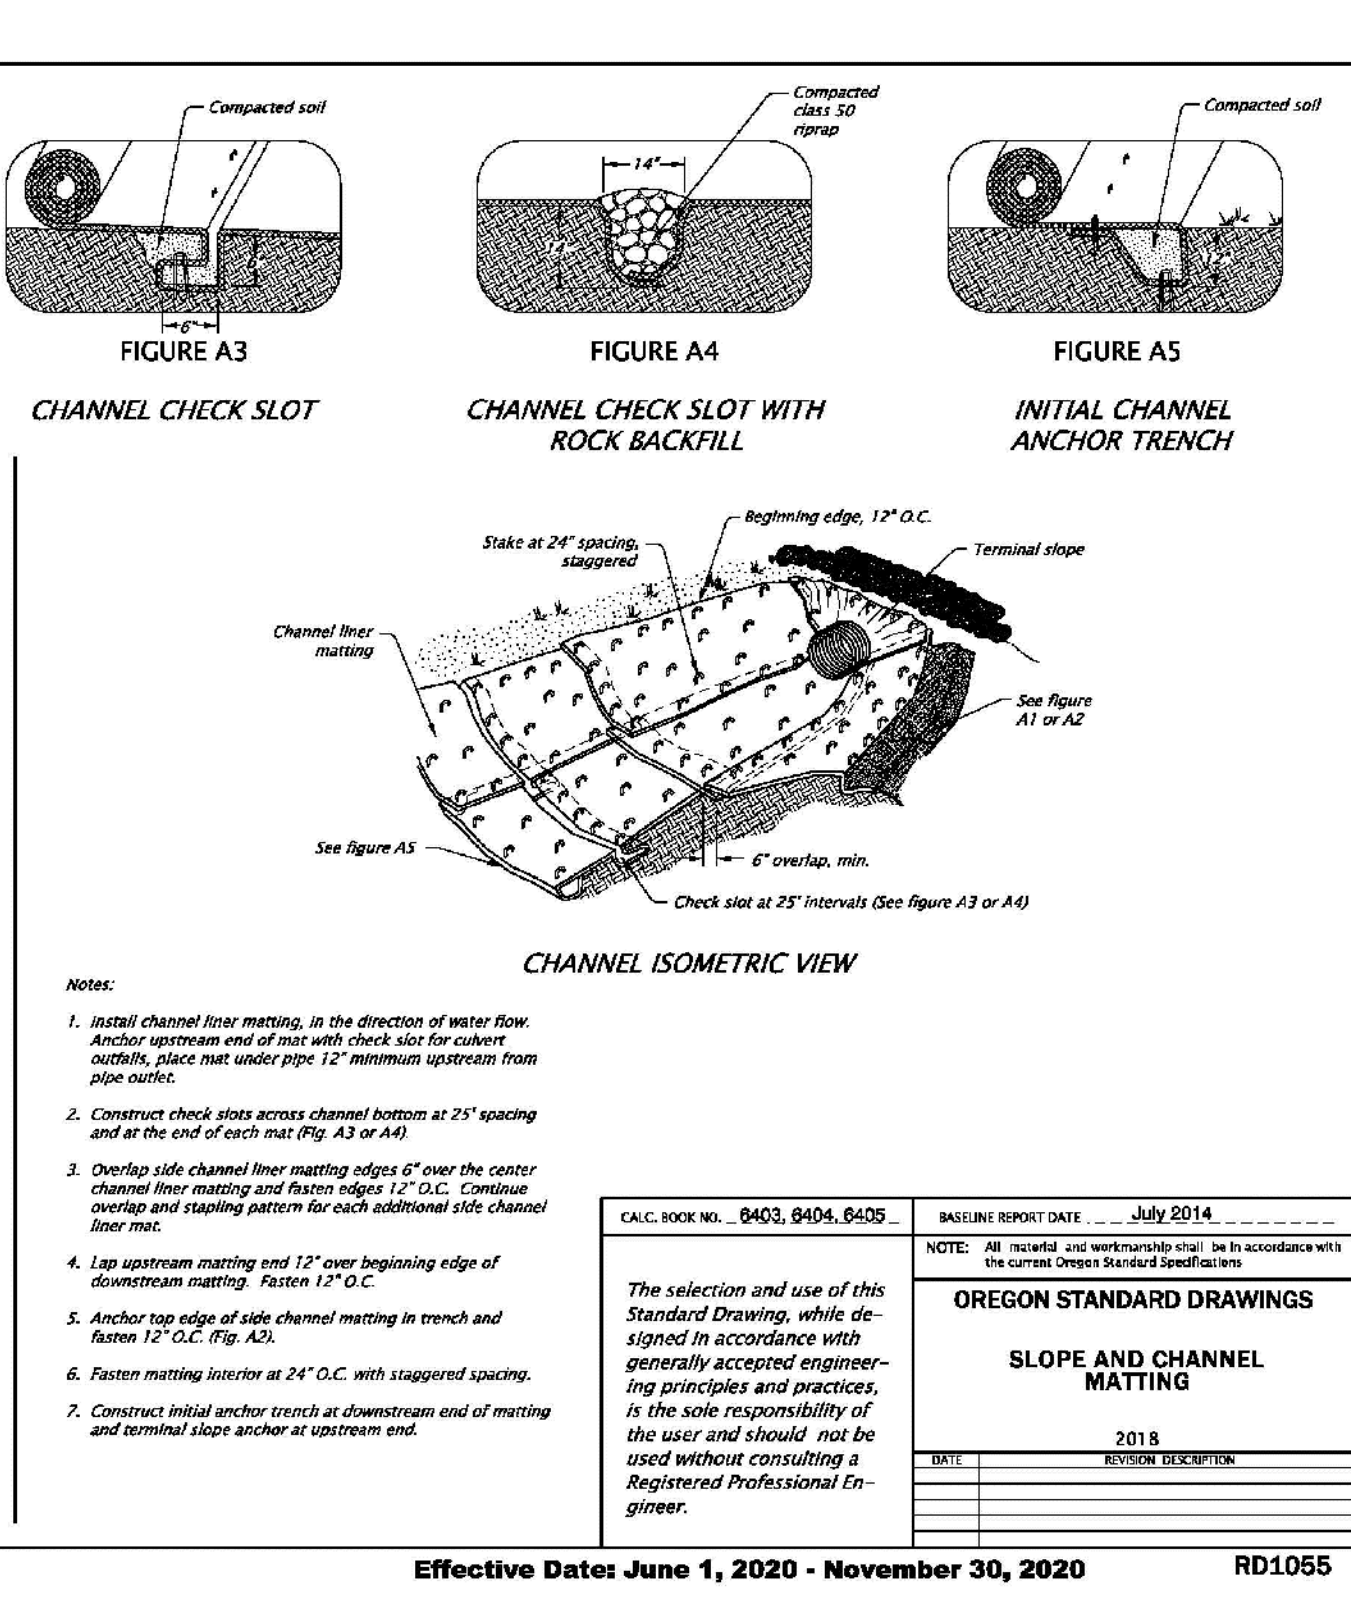 Compacted soil
Compacted
class 50
riprap
Compacted soil
14"
12"
6"
6"
12"
FIGURE A3
FIGURE A4
FIGURE A5
CHANNEL CHECK SLOT
CHANNEL CHECK SLOT WITH
ROCK BACKFILL
INITIAL CHANNEL
ANCHOR TRENCH
Beginning edge, 12" O.C.
Stake at 24" spacing,
staggered
Terminal slope
Channel liner
matting
See figure
A1 or A2
See figure A5
6" overlap, min.
Check slot at 25' intervals (See figure A3 or A4)
CHANNEL ISOMETRIC VIEW
Notes:
1. Install channel liner matting, in the direction of water flow.
Anchor upstream end of mat with check slot for culvert
outfalls, place mat under pipe 12" minimum upstream from
pipe outlet.
2. Construct check slots across channel bottom at 25' spacing
and at the end of each mat (Fig. A3 or A4).
3. Overlap side channel liner matting edges 6" over the center
channel liner matting and fasten edges 12" O.C. Continue
overlap and stapling pattern for each additional side channel
liner mat.
4. Lap upstream matting end 12" over beginning edge of
downstream matting. Fasten 12" O.C.
5. Anchor top edge of side channel matting in trench and
fasten 12" O.C. (Fig. A2).
6. Fasten matting interior at 24" O.C. with staggered spacing.
7. Construct initial anchor trench at downstream end of matting
and terminal slope anchor at upstream end.
CALC. BOOK NO. 6403, 6404, 6405
BASELINE REPORT DATE July 2014
NOTE: All material and workmanship shall be in accordance with
the current Oregon Standard Specifications
The selection and use of this
Standard Drawing, while de-
signed in accordance with
generally accepted engineer-
ing principles and practices,
is the sole responsibility of
the user and should not be
used without consulting a
Registered Professional En-
gineer.
OREGON STANDARD DRAWINGS
SLOPE AND CHANNEL
MATTING
2018
DATE REVISION DESCRIPTION
Effective Date: June 1, 2020 - November 30, 2020
RD1055